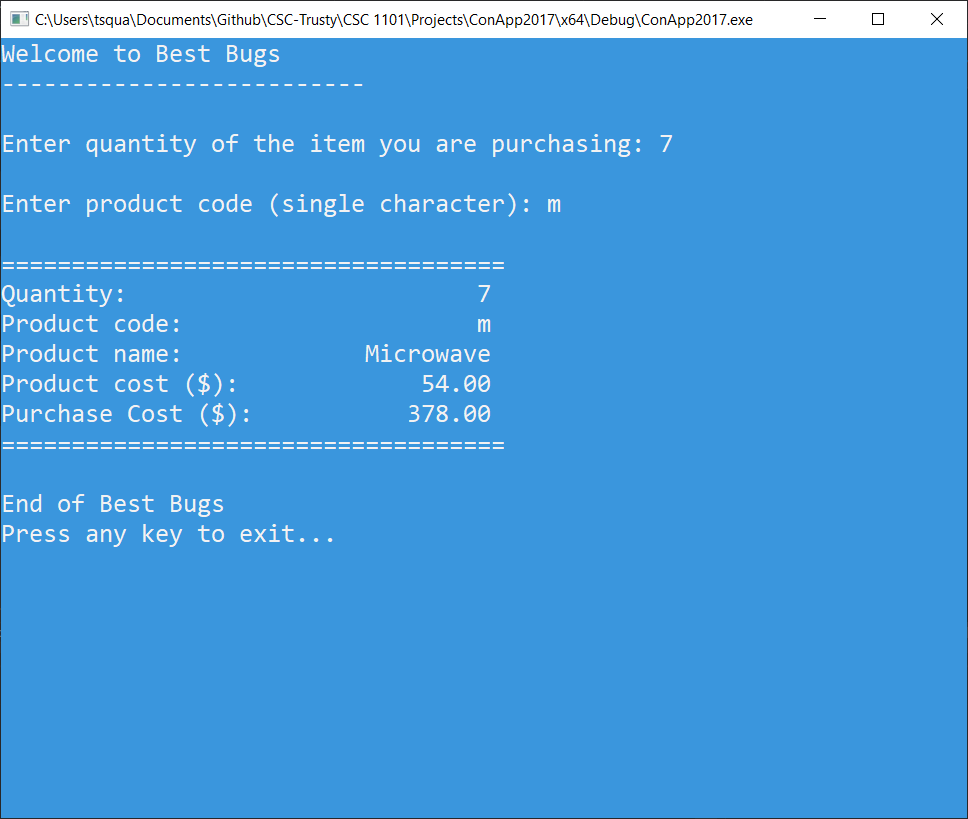 C:\Users\tsqua\Documents\Github\CSC-Trusty\CSC 1101\Projects\ConApp2017\x64\Debug\ConApp2017.exe
Welcome to Best Bugs
--------------------------
Enter quantity of the item you are purchasing: 7
Enter product code (single character): m
====================================
Quantity:                         7
Product code:                     m
Product name:             Microwave
Product cost ($):             54.00
Purchase Cost ($):           378.00
====================================
End of Best Bugs
Press any key to exit...